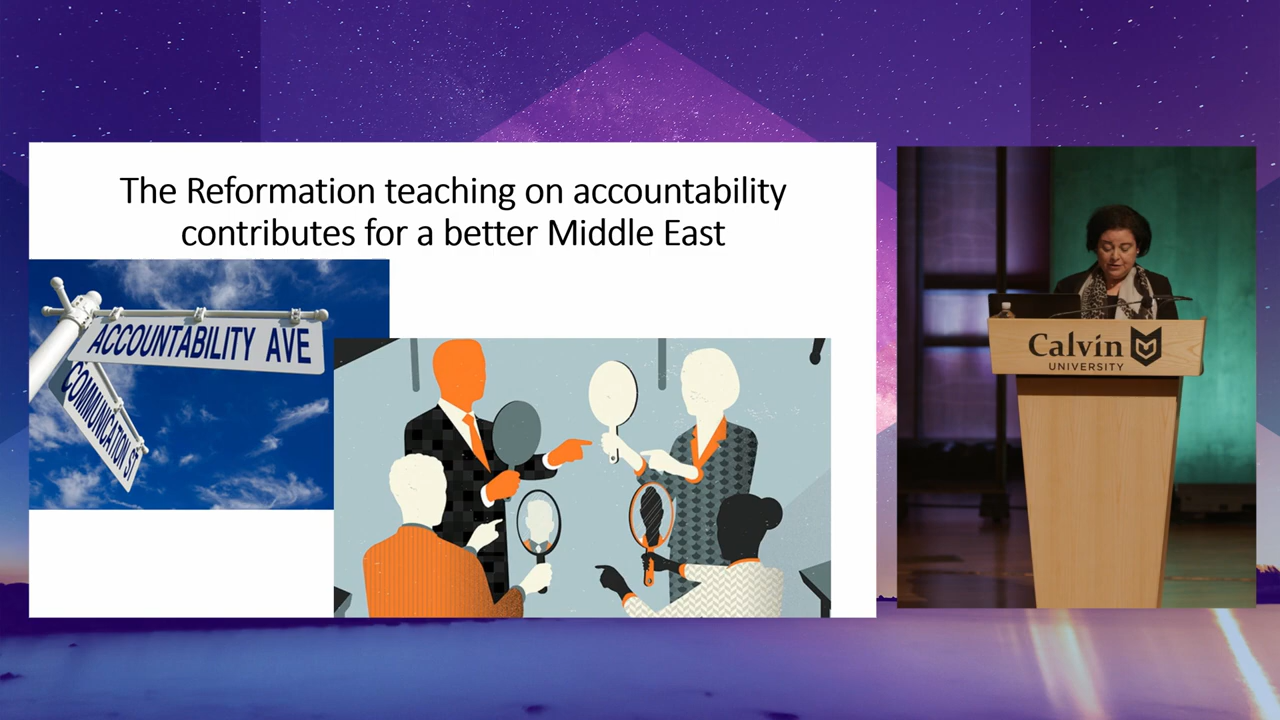 The Reformation teaching on accountability
contributes for a better Middle East
ACCOUNTABILITY AVE
COMMUNICATION ST
Calvin
UNIVERSITY